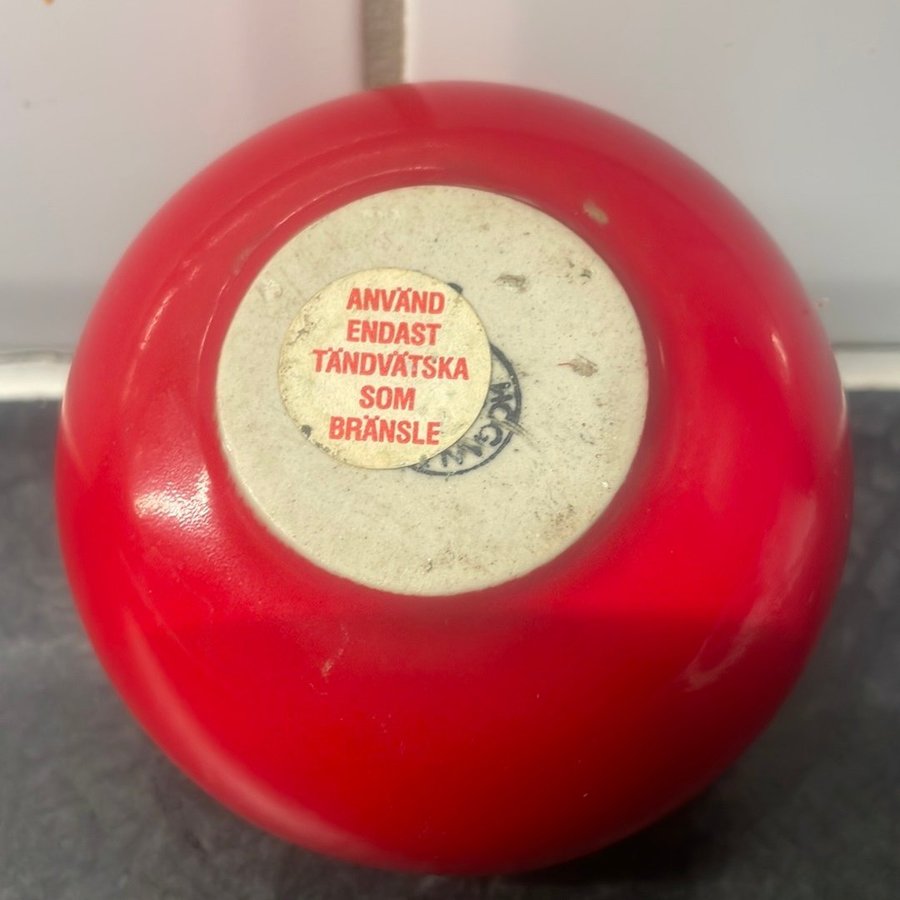 ANVÄND
ENDAST
TÄNDVÄTSKA
SOM
BRÄNSLE